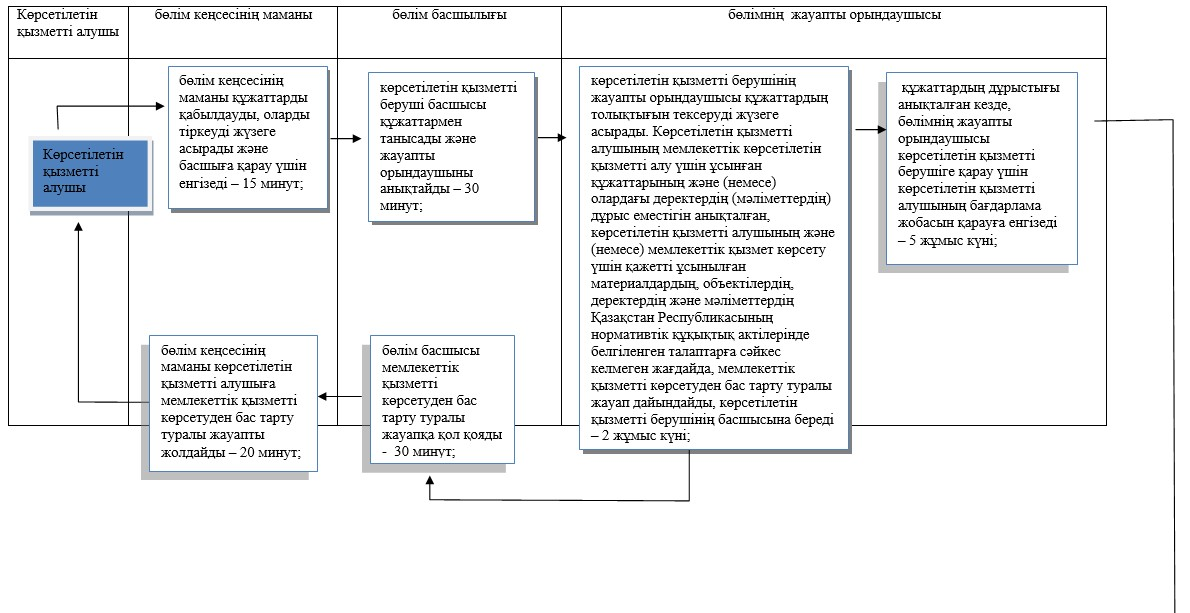 Көрсетілетін
қызметті алушы
бөлім кеңсесінің маманы
бөлім басшылығы
бөлімнің жауапты орындаушысы
Көрсетілетін
қызметті
алушы
бөлім кеңсесінің
маманы құжаттарды
қабылдауды, оларды
тіркеуді жүзеге
асырады және
басшыға қарау үшін
енгізеді – 15 минут;
көрсетілетін қызметті
беруші басшысы
құжаттармен
танысады және
жауапты
орындаушыны
анықтайды – 30
минут;
көрсетілетін қызметті берушінің
жауапты орындаушысы құжаттардың
толықтығын тексеруді жүзеге
асырады. Көрсетілетін қызметті
алушының мемлекеттік көрсетілетін
қызметті алу үшін ұсынған
құжаттарының және (немесе)
олардағы деректердің (мәліметтердің)
дұрыс еместігін анықталған,
көрсетілетін қызметті алушының және
(немесе) мемлекеттік қызмет көрсету
үшін қажетті ұсынылған
материалдардың, объектілердің,
деректердің және мәліметтердің
Қазақстан Республикасының
нормативтік құқықтық актілерінде
белгіленген талаптарға сәйкес
келмеген жағдайда, мемлекеттік
қызметті көрсетуден бас тарту туралы
жауап дайындайды, көрсетілетін
қызметті берушінің басшысына береді
– 2 жұмыс күні;
құжаттардың дұрыстығы
анықталған кезде,
бөлімнің жауапты
орындаушысы
көрсетілетін қызметті
берушіге қарау үшін
көрсетілетін қызметті
алушының бағдарлама
жобасын қарауға енгізеді
– 5 жұмыс күні;
бөлім кеңсесінің
маманы көрсетілетін
қызметті алушыға
мемлекеттік қызметті
көрсетуден бас тарту
туралы жауапты
жолдайды – 20 минут;
бөлім басшысы
мемлекеттік
қызметті
көрсетуден бас
тарту туралы
жауапқа қол қояды
- 30 минут;